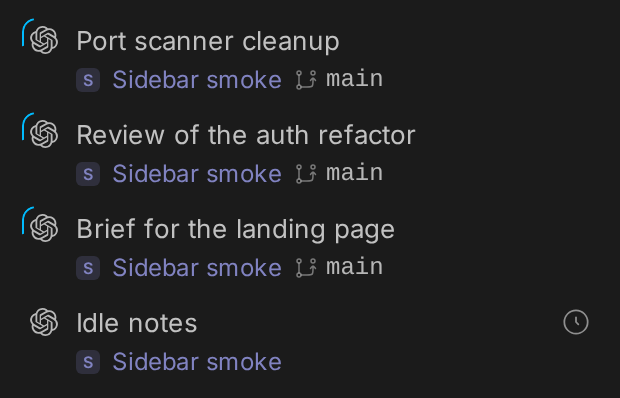 Port scanner cleanup
S Sidebar smoke main
Review of the auth refactor
S Sidebar smoke main
Brief for the landing page
S Sidebar smoke main
Idle notes
S Sidebar smoke